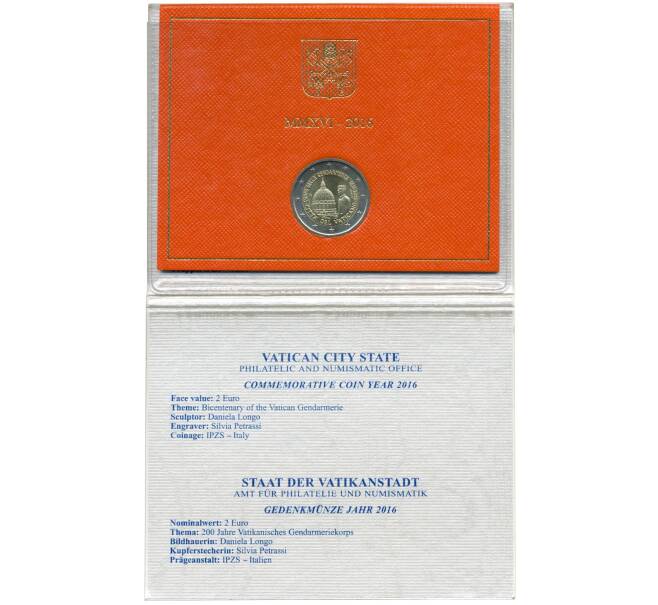 MMXVI – 2016
CITTÀ DEL VATICANO
VATICAN CITY STATE
PHILATELIC AND NUMISMATIC OFFICE
COMMEMORATIVE COIN YEAR 2016
Face value: 2 Euro
Theme: Bicentenary of the Vatican Gendarmerie
Sculptor: Daniela Longo
Engraver: Silvia Petrassi
Coinage: IPZS – Italy
STAAT DER VATIKANSTADT
AMT FÜR PHILATELIE UND NUMISMATIK
GEDENKMÜNZE JAHR 2016
Nominalwert: 2 Euro
Thema: 200 Jahre Vatikanisches Gendarmeriekorps
Bildhauerin: Daniela Longo
Kupferstecherin: Silvia Petrassi
Prägeanstalt: IPZS – Italien